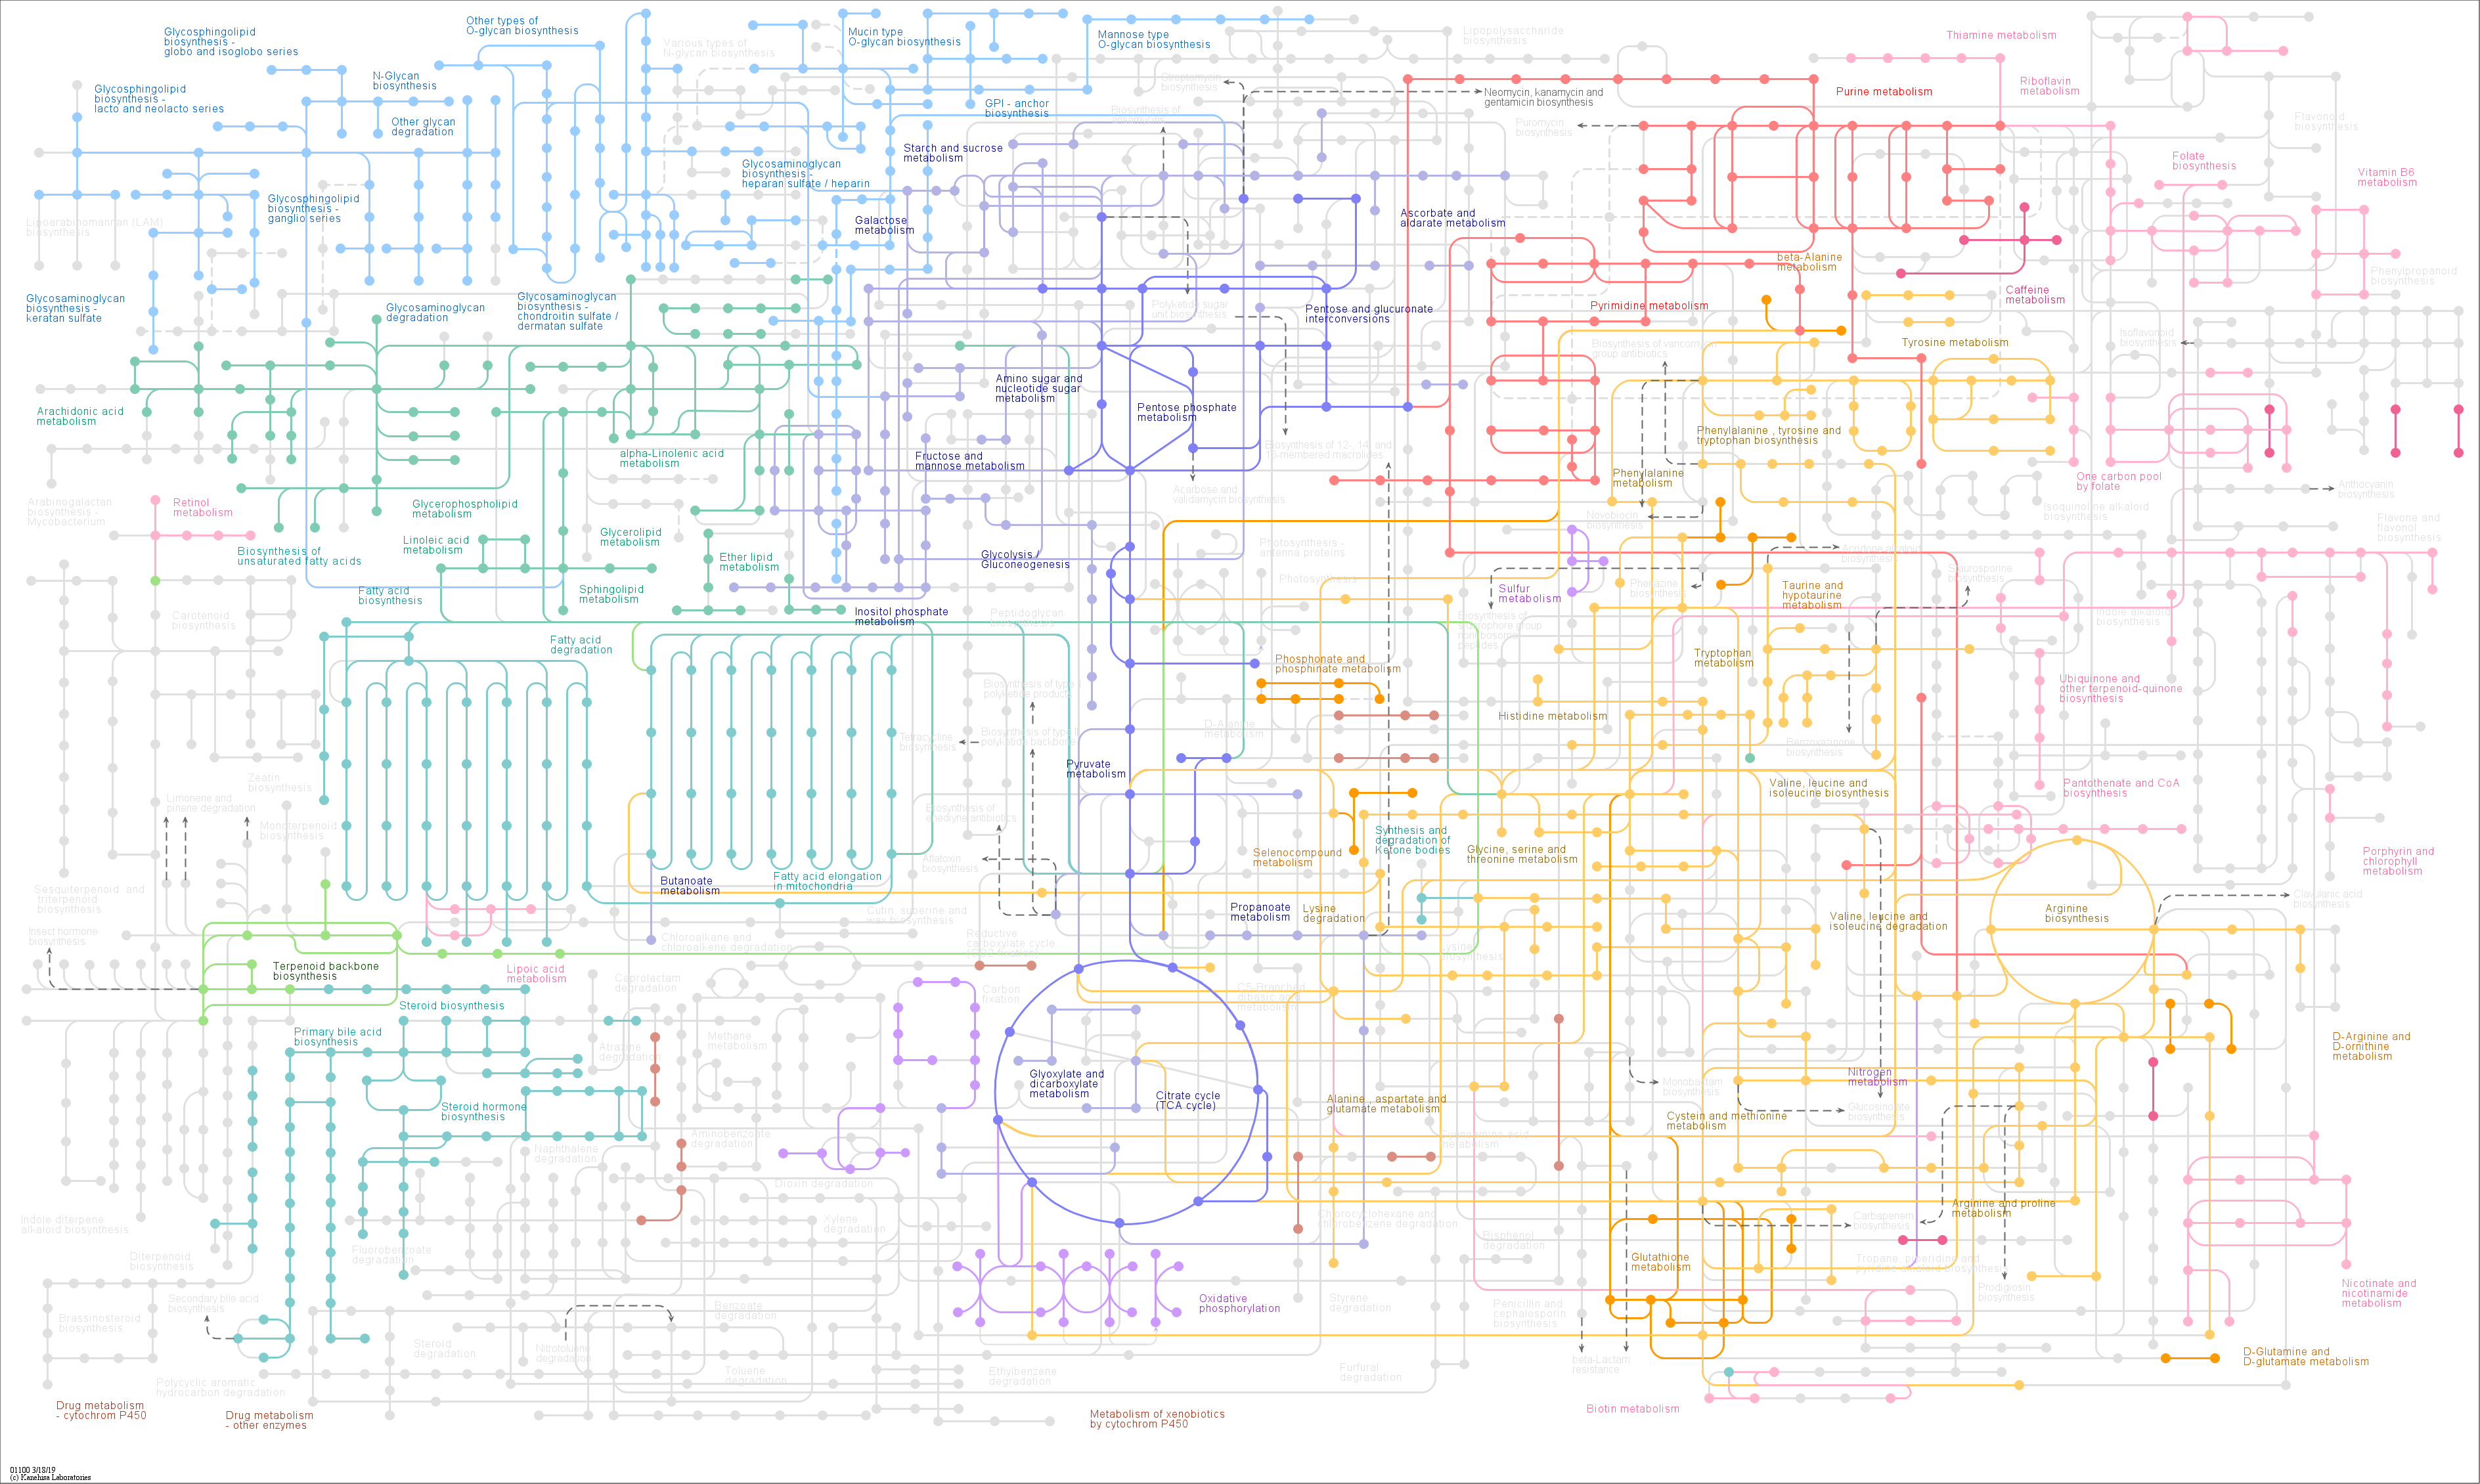 Glycosphingolipid
biosynthesis -
globo and isoglobo series
Other types of
O-glycan biosynthesis
Various types of
N-glycan biosynthesis
Mucin type
O-glycan biosynthesis
Mannose type
O-glycan biosynthesis
Lipopolysaccharide
biosynthesis
Thiamine metabolism
Riboflavin
metabolism
Glycosphingolipid
biosynthesis -
lacto and neolacto series
N-Glycan
biosynthesis
Other glycan
degradation
GPI - anchor
biosynthesis
Streptomycin
biosynthesis
Biosynthesis of
Neomycin, kanamycin and
gentamicin biosynthesis
Puromycin
biosynthesis
Purine metabolism
Flavonoid
biosynthesis
Folate
biosynthesis
Vitamin B6
metabolism
Starch and sucrose
metabolism
Glycosaminoglycan
biosynthesis -
heparan sulfate / heparin
Glycosphingolipid
biosynthesis -
ganglio series
Lipoarabinomannan (LAM)
biosynthesis
Galactose
metabolism
Ascorbate and
aldarate metabolism
beta-Alanine
metabolism
Phenylpropanoid
biosynthesis
Caffeine
metabolism
Glycosaminoglycan
biosynthesis -
keratan sulfate
Glycosaminoglycan
degradation
Glycosaminoglycan
biosynthesis -
chondroitin sulfate /
dermatan sulfate
Polyketide sugar
unit biosynthesis
Pentose and glucuronate
interconversions
Pyrimidine metabolism
Biosynthesis of vancomycin
group antibiotics
Tyrosine metabolism
Isoflavonoid
biosynthesis
Arachidonic acid
metabolism
Amino sugar and
nucleotide sugar
metabolism
Pentose phosphate
metabolism
Phenylalanine , tyrosine and
tryptophan biosynthesis
alpha-Linolenic acid
metabolism
Fructose and
mannose metabolism
Biosynthesis of 12-, 14- and
16-membered macrolides
Phenylalanine
metabolism
One carbon pool
by folate
Anthocyanin
biosynthesis
Arabinogalactan
biosynthesis -
Mycobacterium
Retinol
metabolism
Glycerophospholipid
metabolism
Acarbose and
validamycin biosynthesis
Novobiocin
biosynthesis
Isoquinoline alkaloid
biosynthesis
Flavone and
flavonol
biosynthesis
Biosynthesis of
unsaturated fatty acids
Linoleic acid
metabolism
Glycerolipid
metabolism
Ether lipid
metabolism
Glycolysis /
Gluconeogenesis
Photosynthesis -
antenna proteins
Photosynthesis
Acridone alkaloid
biosynthesis
Staurosporine
biosynthesis
Fatty acid
biosynthesis
Sphingolipid
metabolism
Sulfur
metabolism
Phenazine
biosynthesis
Taurine and
hypotaurine
metabolism
Carotenoid
biosynthesis
Inositol phosphate
metabolism
Peptidoglycan
biosynthesis
Biosynthesis of
siderophore group
nonribosomal
peptides
Indole alkaloid
biosynthesis
Fatty acid
degradation
Phosphonate and
phosphinate metabolism
Tryptophan
metabolism
Ubiquinone and
other terpenoid-quinone
biosynthesis
Biosynthesis of type I
polyketide products
Histidine metabolism
D-Alanine
metabolism
Tetracycline
biosynthesis
Biosynthesis of type II
polyketide backbone
Benzoxazinone
biosynthesis
Pyruvate
metabolism
Zeatin
biosynthesis
Valine, leucine and
isoleucine biosynthesis
Pantothenate and CoA
biosynthesis
Limonene and
pinene degradation
Monoterpenoid
biosynthesis
Biosynthesis of
enediyne antibiotics
Synthesis and
degradation of
Ketone bodies
Selenocompound
metabolism
Glycine, serine and
threonine metabolism
Porphyrin and
chlorophyll
metabolism
Aflatoxin
biosynthesis
Fatty acid elongation
in mitochondria
Butanoate
metabolism
Sesquiterpenoid and
triterpenoid
biosynthesis
Cutin, suberine and
wax biosynthesis
Propanoate
metabolism
Lysine
degradation
Valine, leucine and
isoleucine degradation
Arginine
biosynthesis
Clavulanic acid
biosynthesis
Insect hormone
biosynthesis
Chloroalkane and
chloroalkene degradation
Reductive
carboxylate cycle
Lysine
biosynthesis
Terpenoid backbone
biosynthesis
Lipoic acid
metabolism
Caprolactam
degradation
Carbon
fixation
C5-Branched
dibasic acid
metabolism
Steroid biosynthesis
Primary bile acid
biosynthesis
Atrazine
degradation
Methane
metabolism
D-Arginine and
D-ornithine
metabolism
Glyoxylate and
dicarboxylate
metabolism
Citrate cycle
(TCA cycle)
Nitrogen
metabolism
Monobactam
biosynthesis
Steroid hormone
biosynthesis
Alanine , aspartate and
glutamate metabolism
Glucosinolate
biosynthesis
Cystein and methionine
metabolism
Aminobenzoate
degradation
Cyanoamino acid
metabolism
Naphthalene
degradation
Dioxin degradation
Arginine and proline
metabolism
Carbapenem
biosynthesis
Indole diterpene
alkaloid biosynthesis
Xylene
degradation
Chlorocyclohexane and
chlorobenzene degradation
Bisphenol
degradation
Diterpenoid
biosynthesis
Fluorobenzoate
degradation
Glutathione
metabolism
Tropane, piperidine and
pyridine alkaloid biosynthesis
Prodigiosin
biosynthesis
Nicotinate and
nicotinamide
metabolism
Secondary bile acid
biosynthesis
Brassinosteroid
biosynthesis
Benzoate
degradation
Oxidative
phosphorylation
Styrene
degradation
Penicillin and
cephalosporin
biosynthesis
Steroid
degradation
Nitrotoluene
degradation
Toluene
degradation
Ethylbenzene
degradation
Furfural
degradation
beta-Lactam
resistance
D-Glutamine and
D-glutamate metabolism
Polycyclic aromatic
hydrocarbon degradation
Drug metabolism
- cytochrom P450
Drug metabolism
- other enzymes
Metabolism of xenobiotics
by cytochrom P450
Biotin metabolism
01100 3/18/19
(c) Kanehisa Laboratories